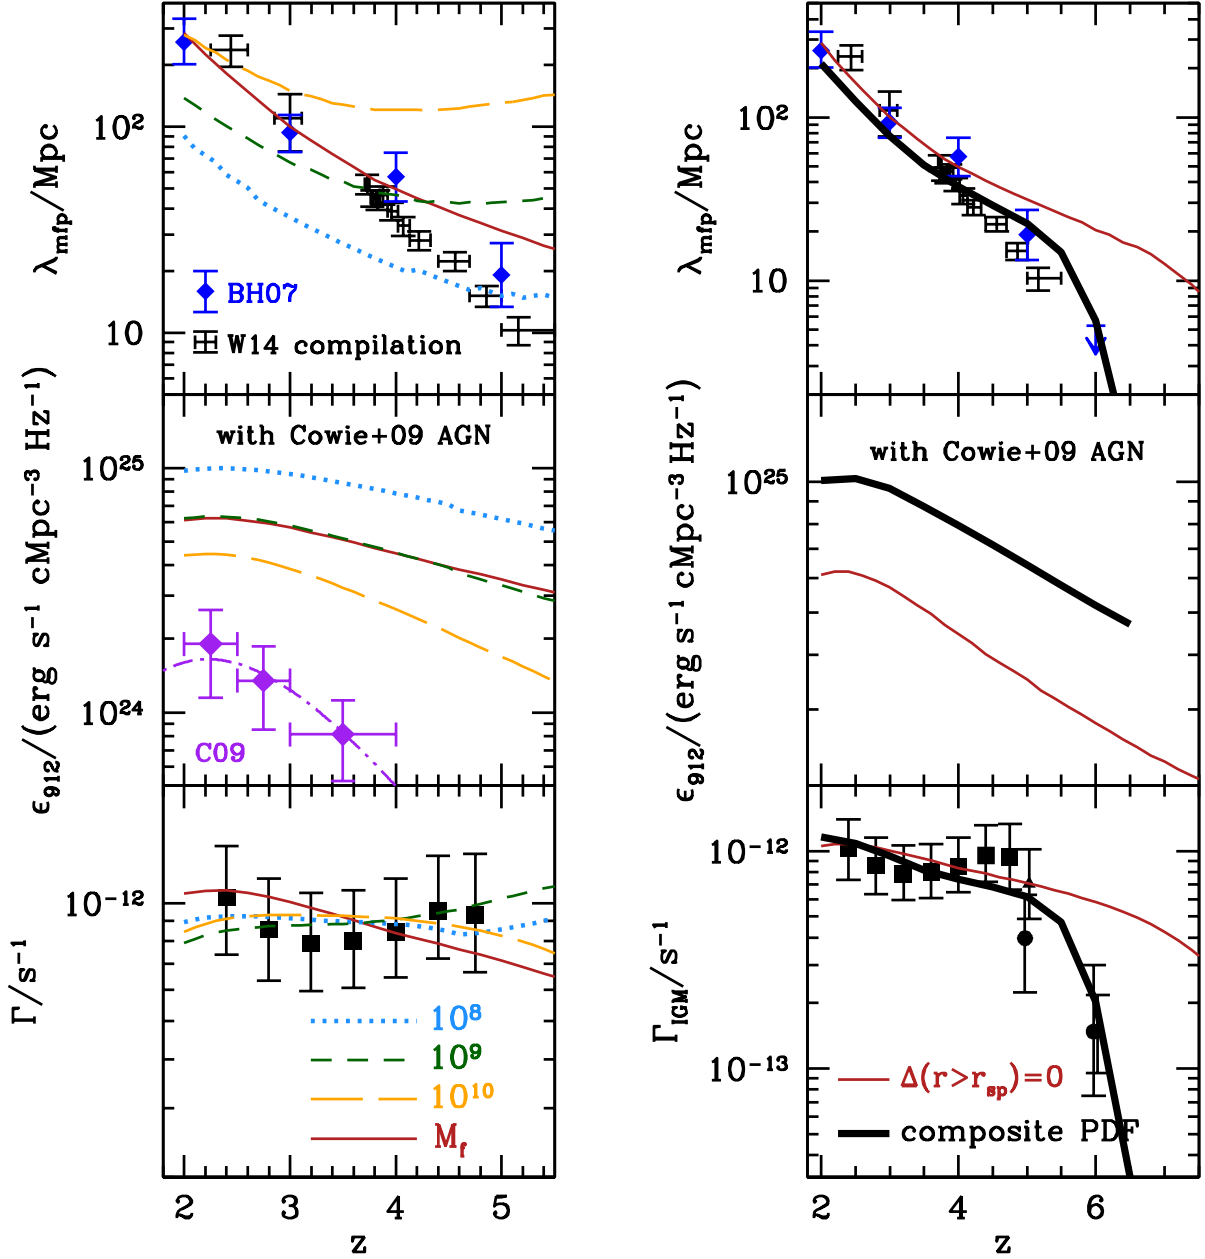 λmfp/Mpc
10²
10
BH07
W14 compilation
ϵ912/(erg s⁻¹ cMpc⁻³ Hz⁻¹)
with Cowie+09 AGN
10²⁵
10²⁴
C09
Γ/s⁻¹
10⁻¹²
10⁸
10⁹
10¹⁰
Mf
2 3 4 5
z
λmfp/Mpc
10²
10
ϵ912/(erg s⁻¹ cMpc⁻³ Hz⁻¹)
with Cowie+09 AGN
10²⁵
ΓIGM/s⁻¹
10⁻¹²
10⁻¹³
Δ(r>rsp)=0
composite PDF
2 4 6
z